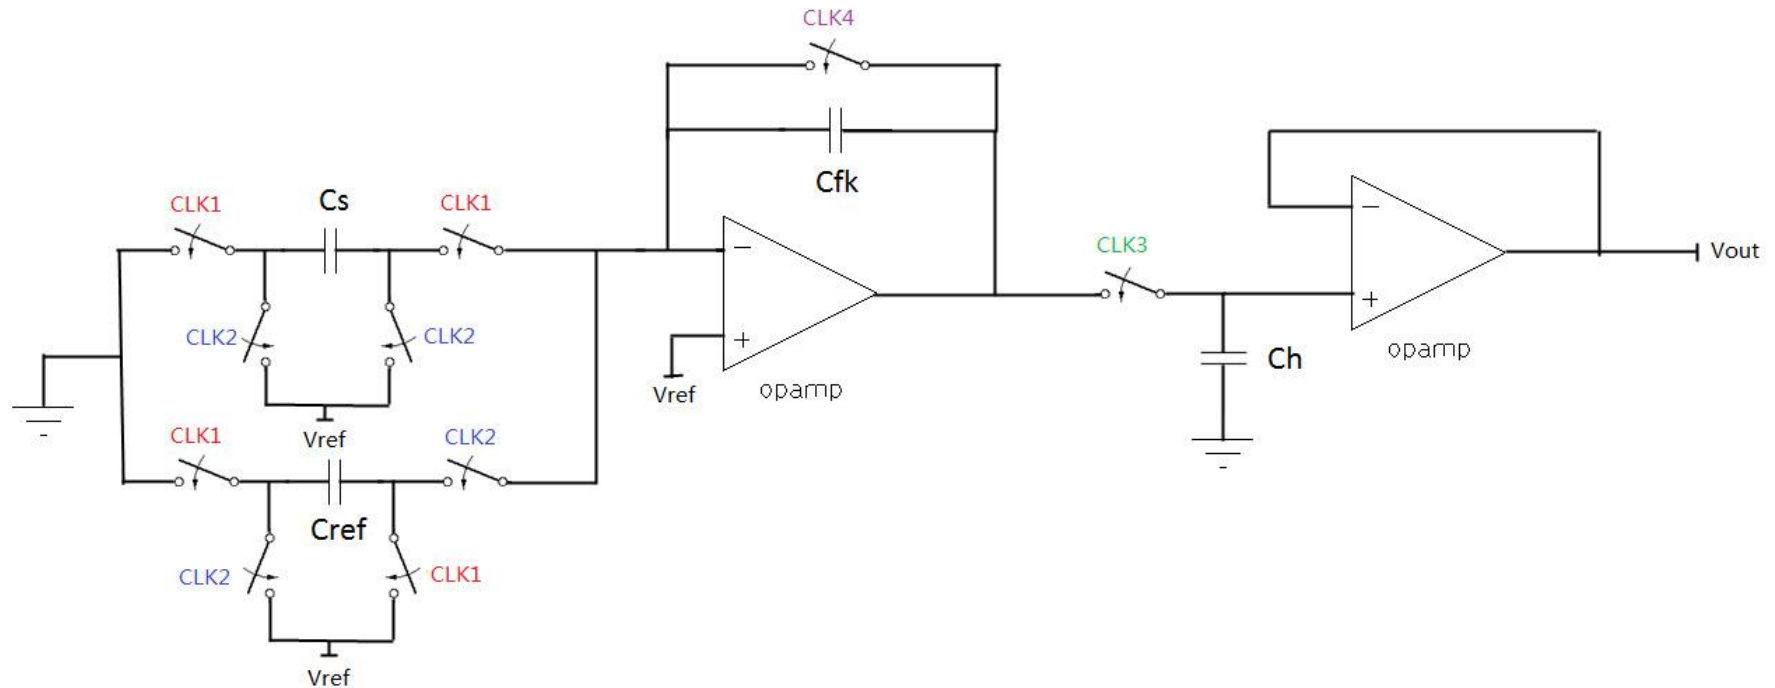 CLK4
Cfk
CLK1
Cs
CLK1
CLK2
CLK2
Vref
−
+
Vref
opamp
CLK3
Ch
−
+
opamp
Vout
CLK1
Cref
CLK2
CLK2
CLK1
Vref